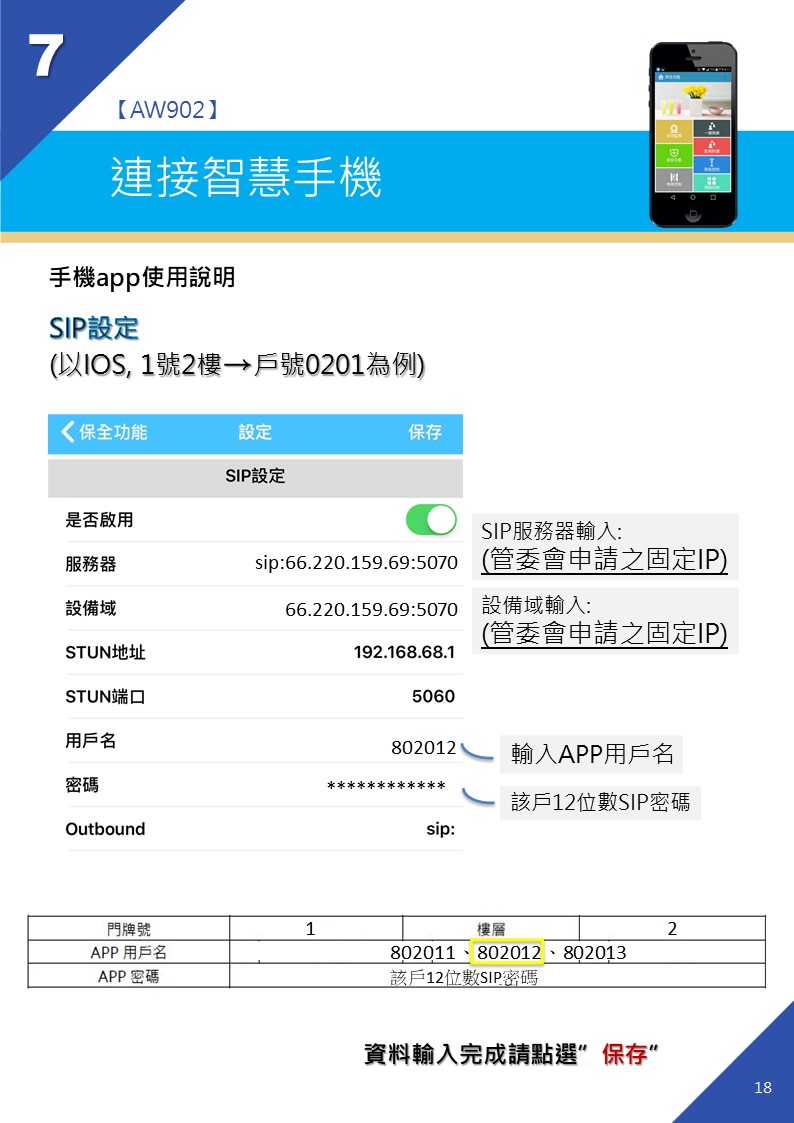 7
【AW902】
連接智慧手機
手機app使用說明
SIP設定
(以IOS, 1號2樓→戶號0201為例)
保全功能 設定 保存
SIP設定
是否啟用
服務器 sip:66.220.159.69:5070
設備域 66.220.159.69:5070
STUN地址 192.168.68.1
STUN端口 5060
用戶名 802012
密碼 ************
Outbound sip:
SIP服務器輸入:
(管委會申請之固定IP)
設備域輸入:
(管委會申請之固定IP)
輸入APP用戶名
該戶12位數SIP密碼
門牌號 1 樓層 2
APP 用戶名 802011、802012、802013
APP 密碼 該戶12位數SIP密碼
資料輸入完成請點選”保存”
18